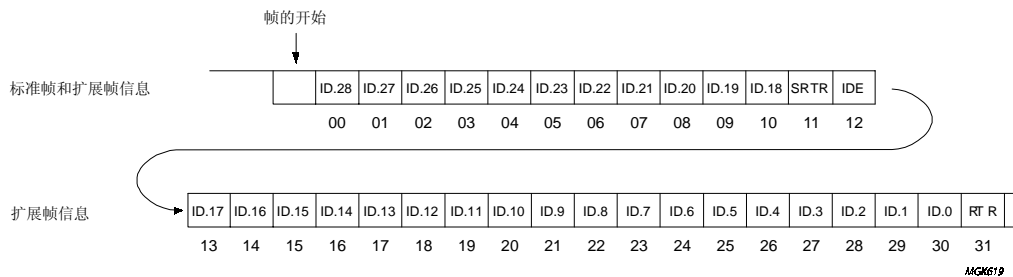 帧的开始
标准帧和扩展帧信息
ID.28 ID.27 ID.26 ID.25 ID.24 ID.23 ID.22 ID.21 ID.20 ID.19 ID.18 SRTR IDE
00 01 02 03 04 05 06 07 08 09 10 11 12
扩展帧信息
ID.17 ID.16 ID.15 ID.14 ID.13 ID.12 ID.11 ID.10 ID.9 ID.8 ID.7 ID.6 ID.5 ID.4 ID.3 ID.2 ID.1 ID.0 RTR
13 14 15 16 17 18 19 20 21 22 23 24 25 26 27 28 29 30 31
MGK619